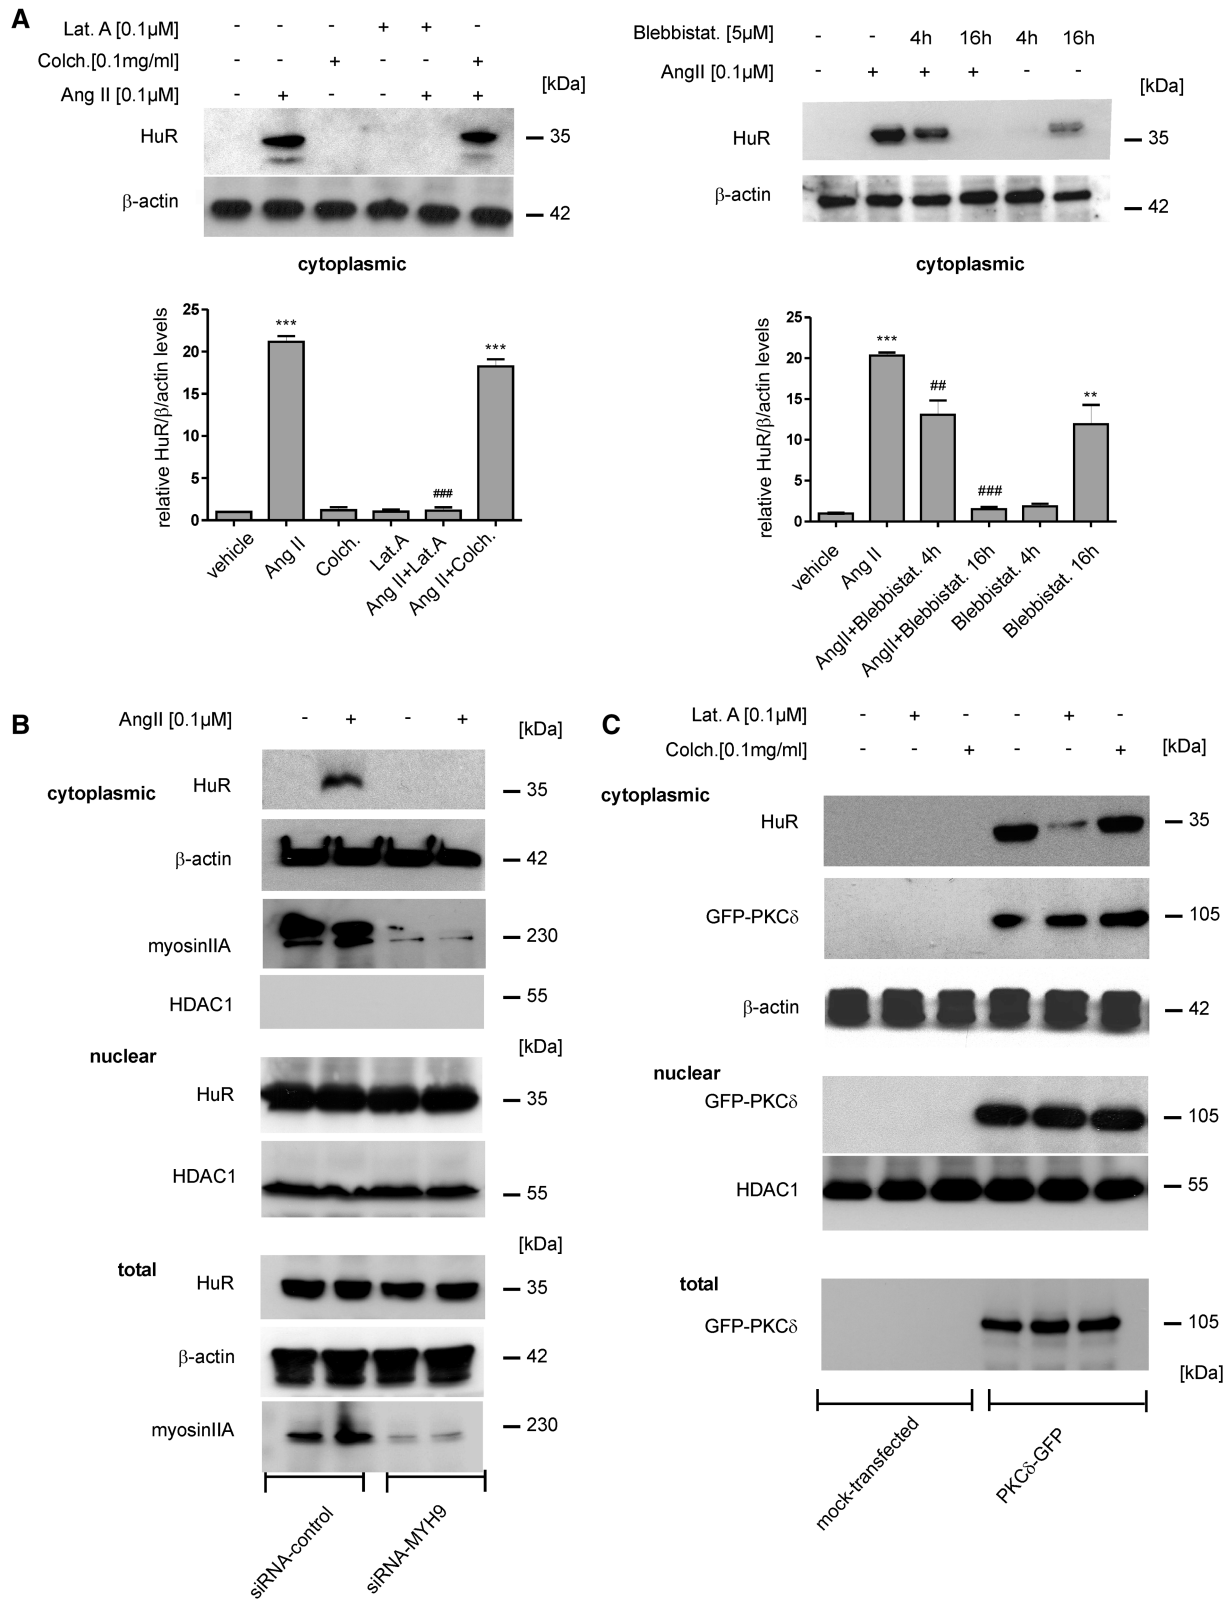 A
Lat. A [0.1µM] - - - + + -
Colch.[0.1mg/ml] - - + - - +
Ang II [0.1µM] - + - - + +
[kDa]
HuR 35
β-actin 42
cytoplasmic
relative HuR/β/actin levels
25
20
15
10
5
0
***
###
***
vehicle
Ang II
Colch.
Lat.A
Ang II+Lat.A
Ang II+Colch.
Blebbistat. [5µM] - - 4h 16h 4h 16h
AngII [0.1µM] - + + + - -
[kDa]
HuR 35
β-actin 42
cytoplasmic
relative HuR/β/actin levels
25
20
15
10
5
0
***
##
###
**
vehicle
Ang II
AngII+Blebbistat. 4h
AngII+Blebbistat. 16h
Blebbistat. 4h
Blebbistat. 16h
B
AngII [0.1µM] - + - +
[kDa]
cytoplasmic HuR 35
β-actin 42
myosinIIA 230
HDAC1 55
nuclear [kDa]
HuR 35
HDAC1 55
[kDa]
total HuR 35
β-actin 42
myosinIIA 230
siRNA-control
siRNA-MYH9
C
Lat. A [0.1µM] - + - - + -
Colch.[0.1mg/ml] - - + - - +
[kDa]
cytoplasmic
HuR 35
GFP-PKCδ 105
β-actin 42
nuclear
GFP-PKCδ 105
HDAC1 55
total
GFP-PKCδ 105
[kDa]
mock-transfected
PKCδ-GFP